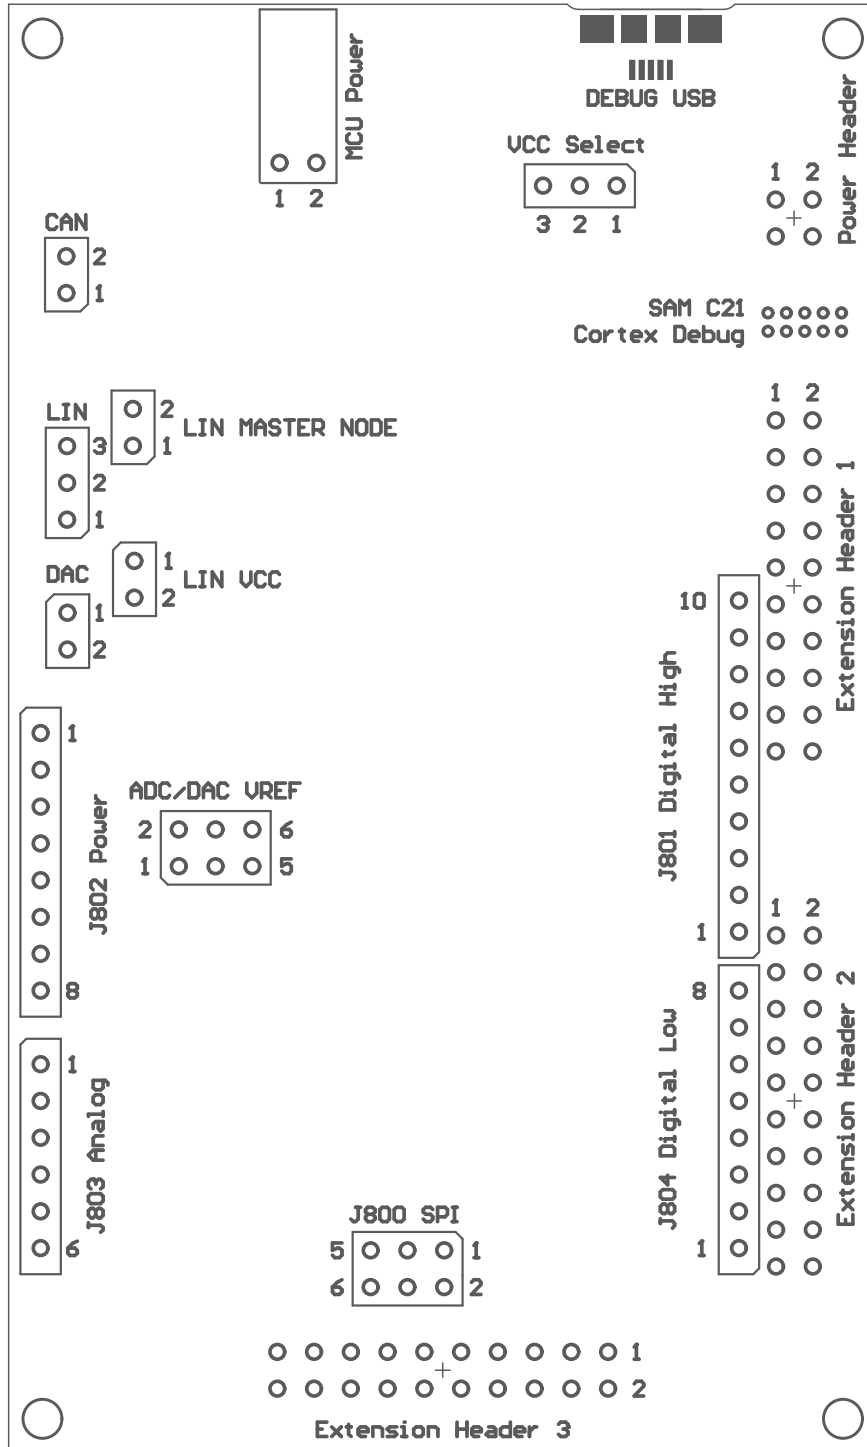 DEBUG USB
MCU Power
VCC Select
3 2 1
1 2
1 2
Power Header
CAN
2
1
SAM C21
Cortex Debug
1 2
LIN
3
2
1
2
1
LIN MASTER NODE
Extension Header 1
1
2
LIN VCC
DAC
1
2
10
J801 Digital High
1
1
J802 Power
8
ADC/DAC VREF
2 6
1 5
1 2
8
J804 Digital Low
1
Extension Header 2
1
J803 Analog
6
J800 SPI
5 1
6 2
1
2
Extension Header 3